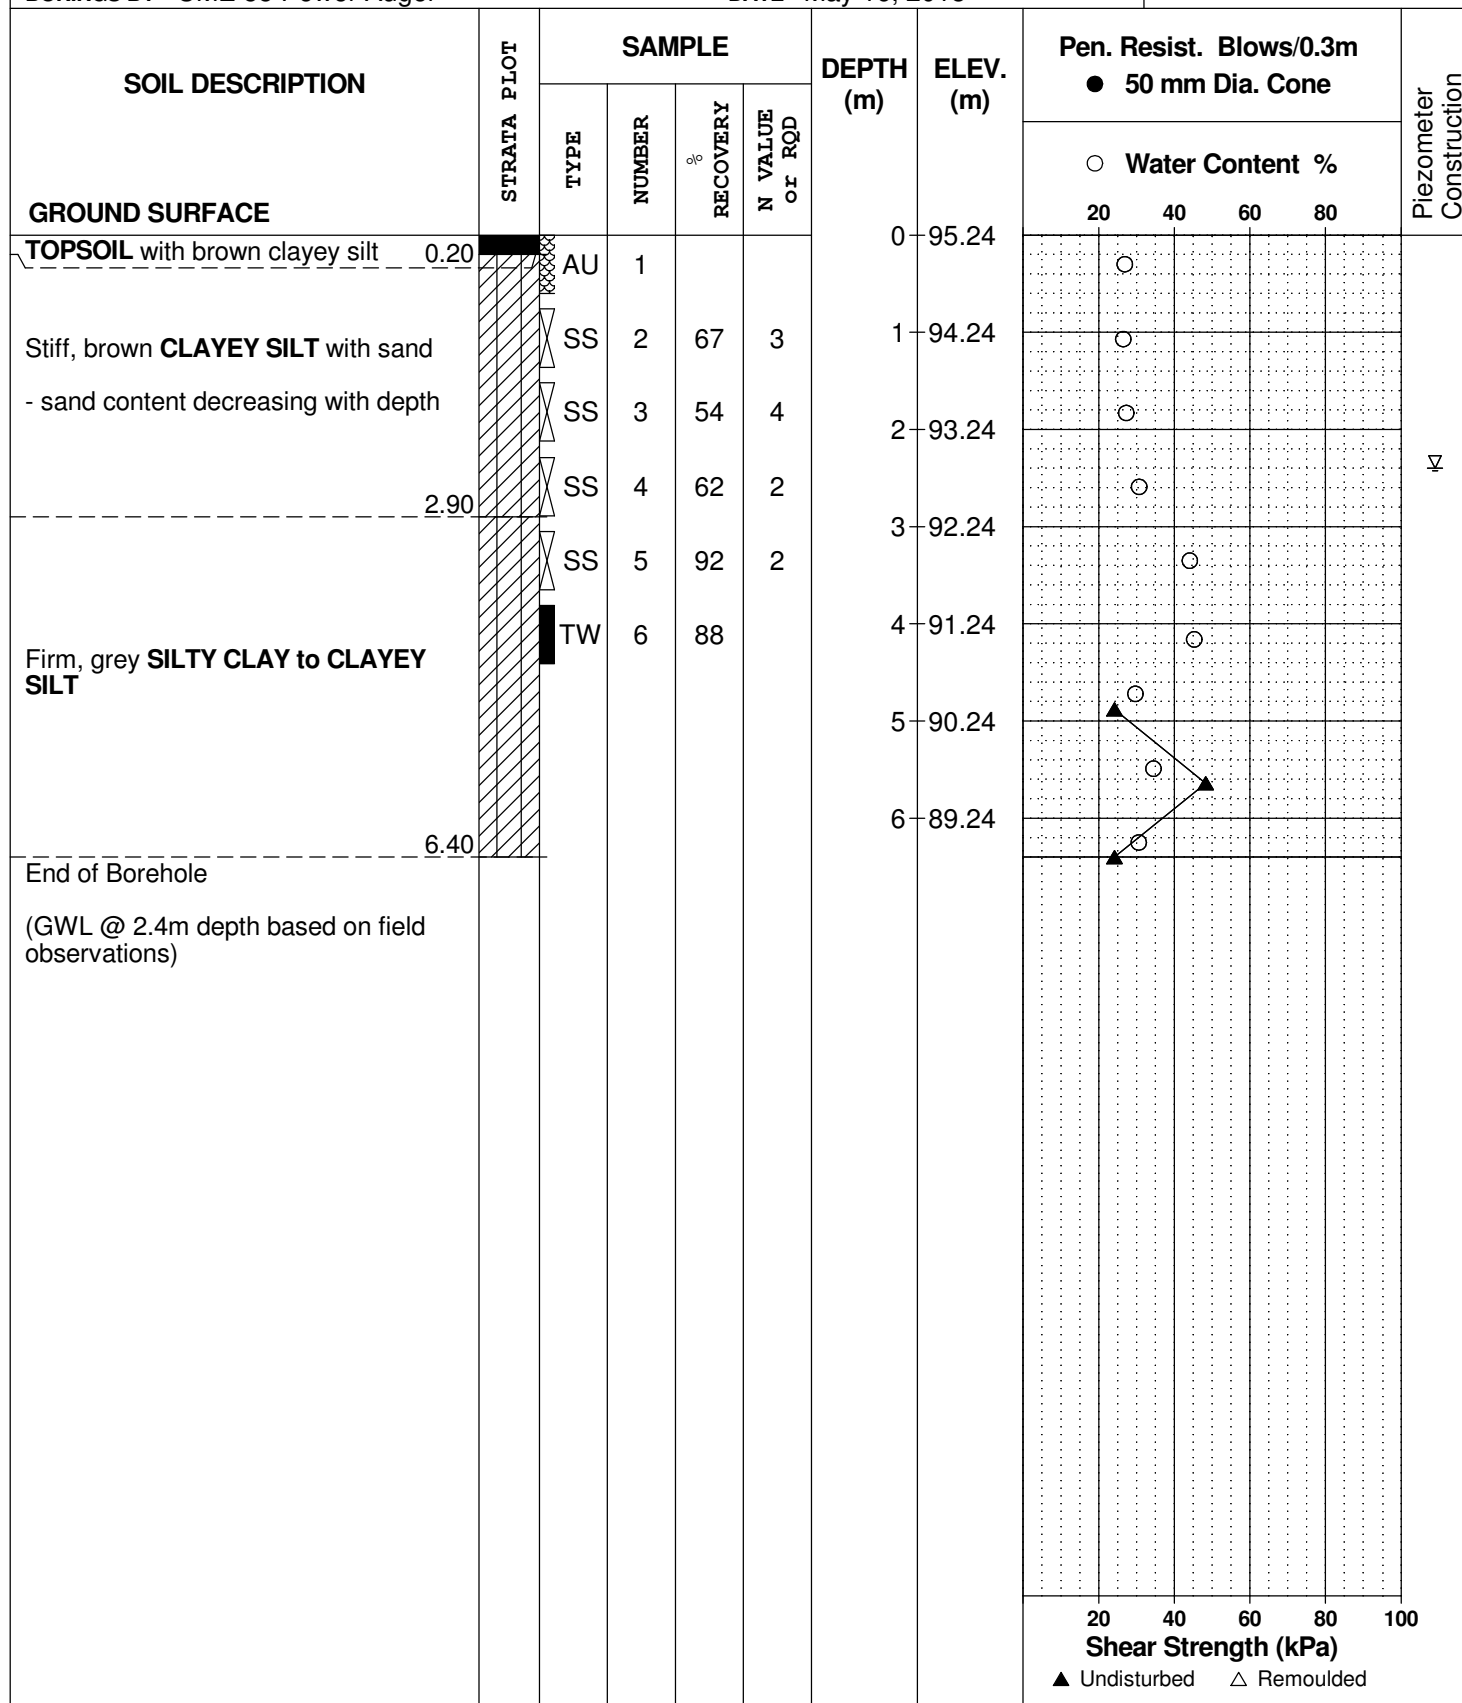 SOIL DESCRIPTION
GROUND SURFACE
STRATA PLOT
SAMPLE
TYPE
NUMBER
% RECOVERY
N VALUE or RQD
DEPTH (m)
ELEV. (m)
Pen. Resist. Blows/0.3m
● 50 mm Dia. Cone
○ Water Content %
20 40 60 80
Piezometer Construction
TOPSOIL with brown clayey silt 0.20
AU 1
0 95.24
Stiff, brown CLAYEY SILT with sand
SS 2 67 3
1 94.24
- sand content decreasing with depth
SS 3 54 4
2 93.24
SS 4 62 2
2.90
3 92.24
SS 5 92 2
4 91.24
TW 6 88
Firm, grey SILTY CLAY to CLAYEY
SILT
5 90.24
6 89.24
6.40
End of Borehole
(GWL @ 2.4m depth based on field
observations)
20 40 60 80 100
Shear Strength (kPa)
▲ Undisturbed △ Remoulded